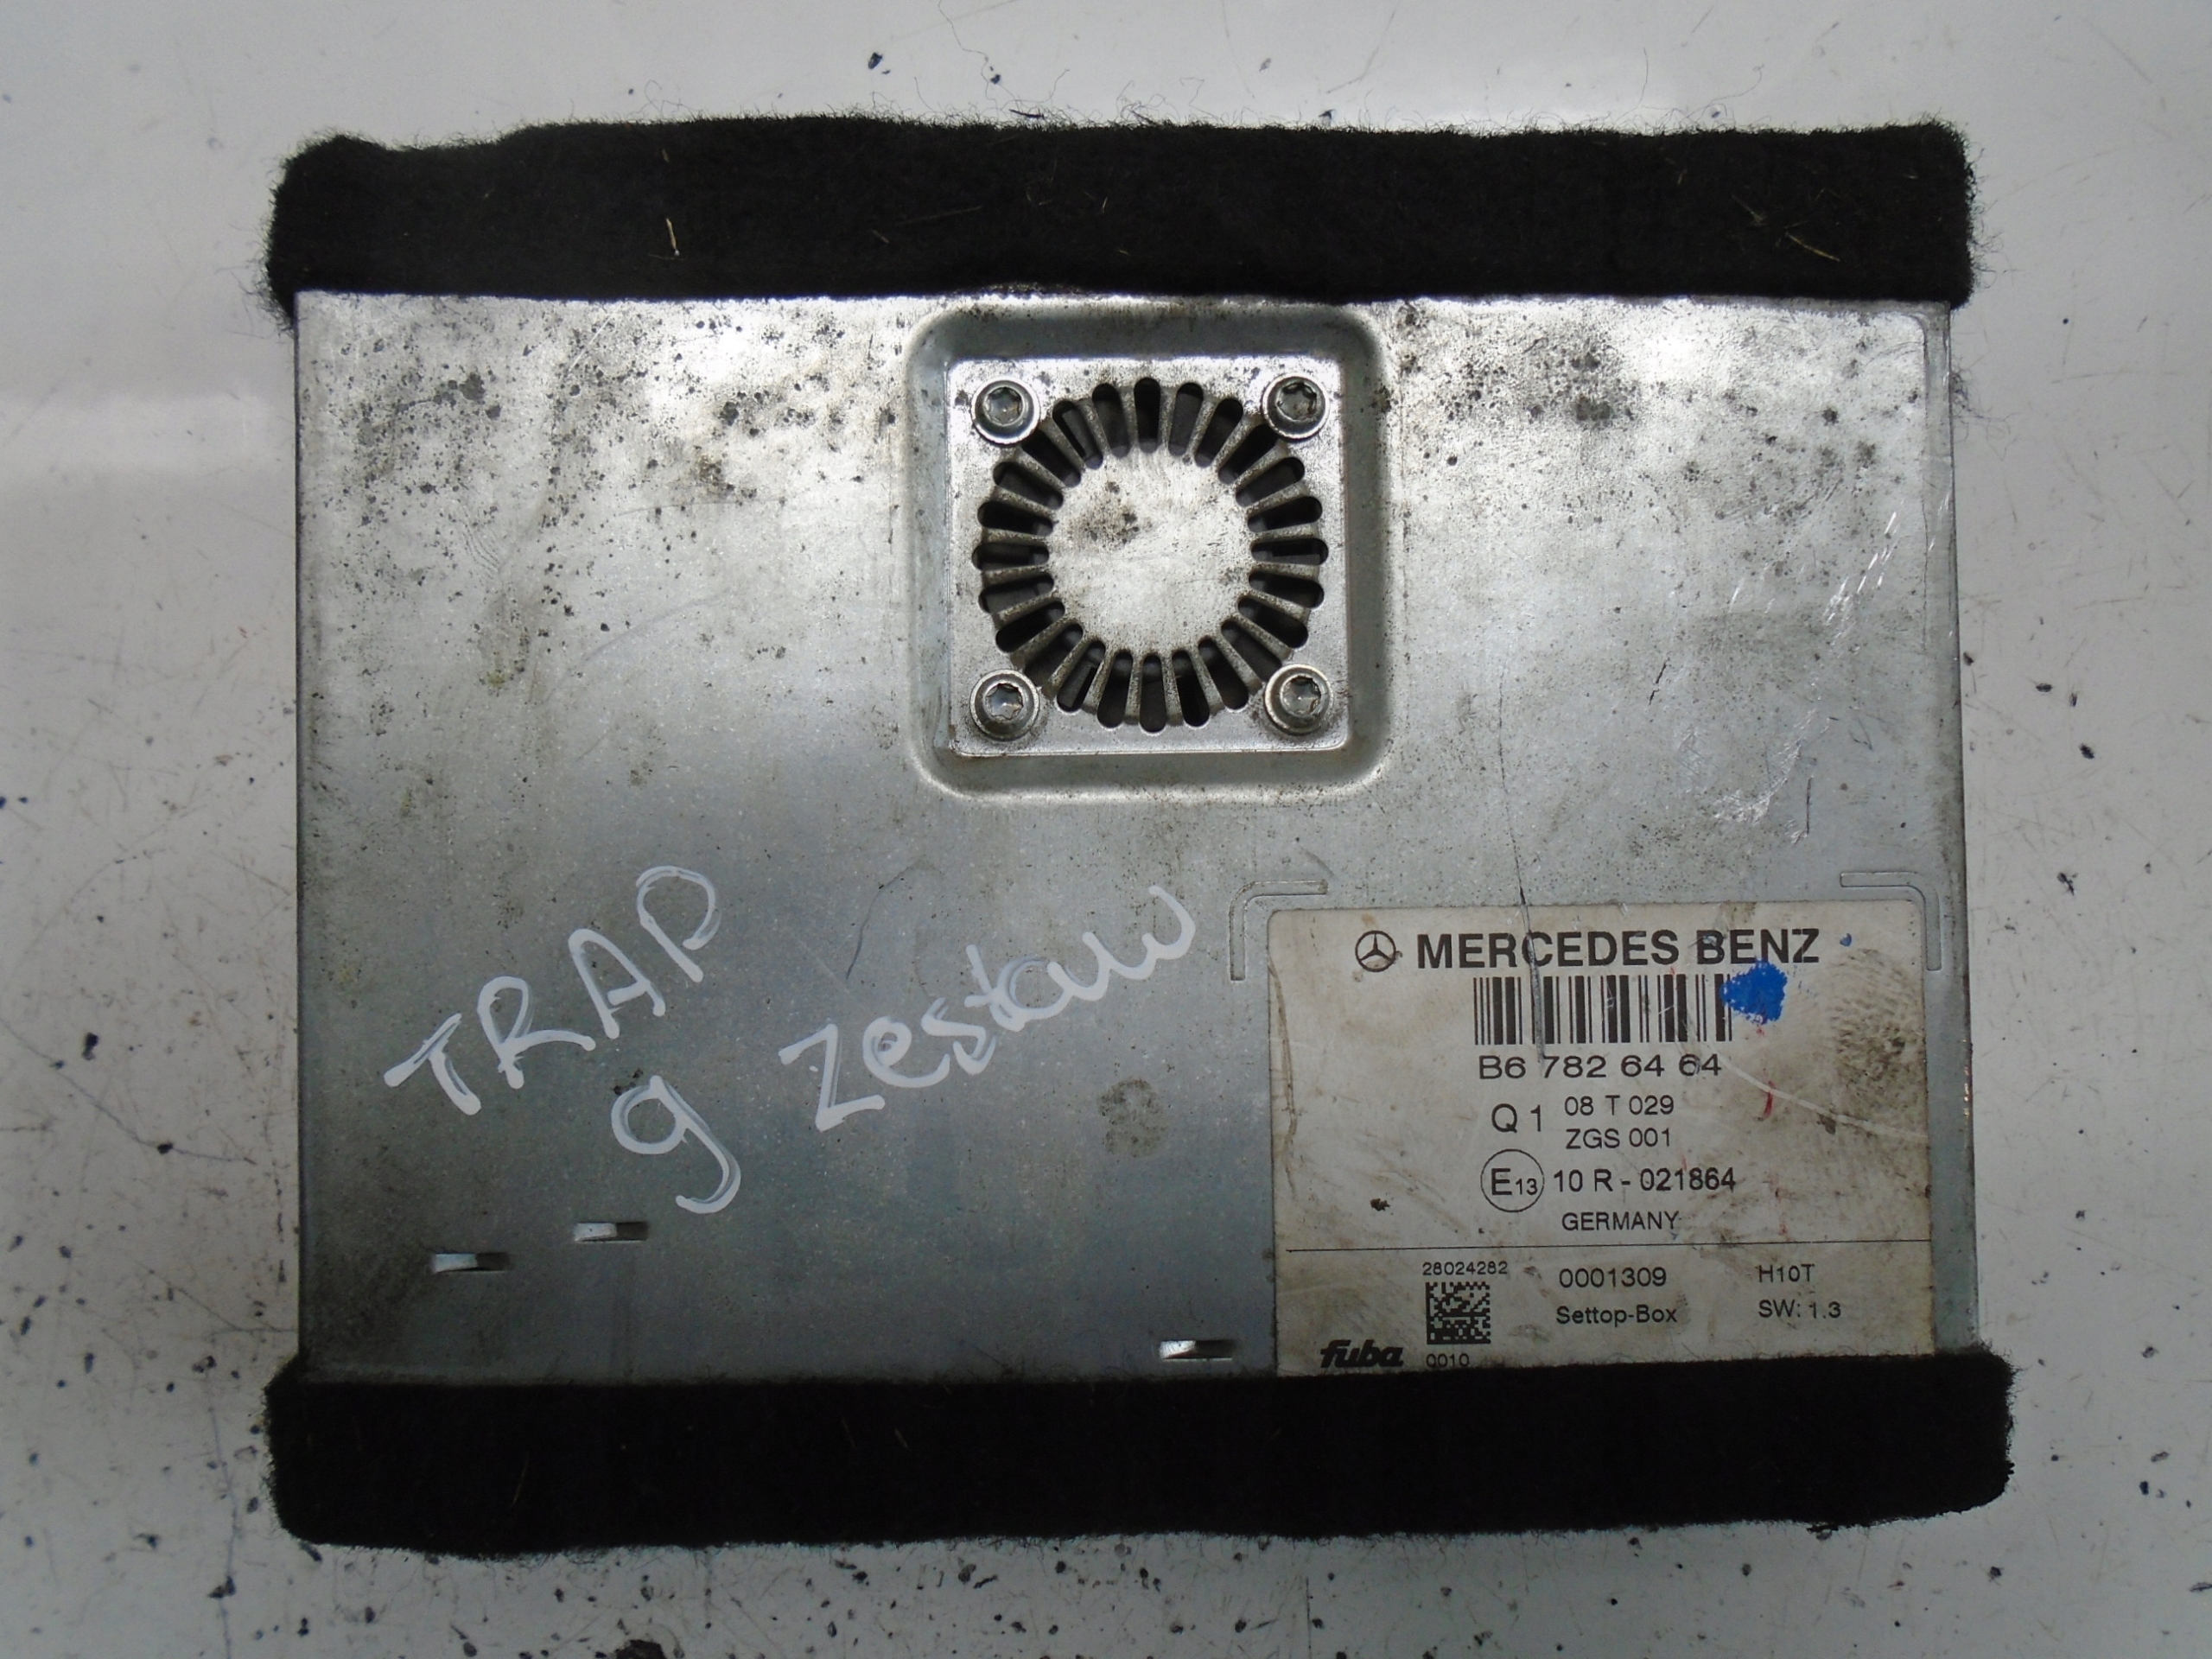 TRAP
9 zestaw
MERCEDES BENZ
B6 782 64 64
Q 1 08 T 029
ZGS 001
E13 10 R - 021864
GERMANY
28024282 0001309 H10T
Settop-Box SW: 1.3
fuba 0010